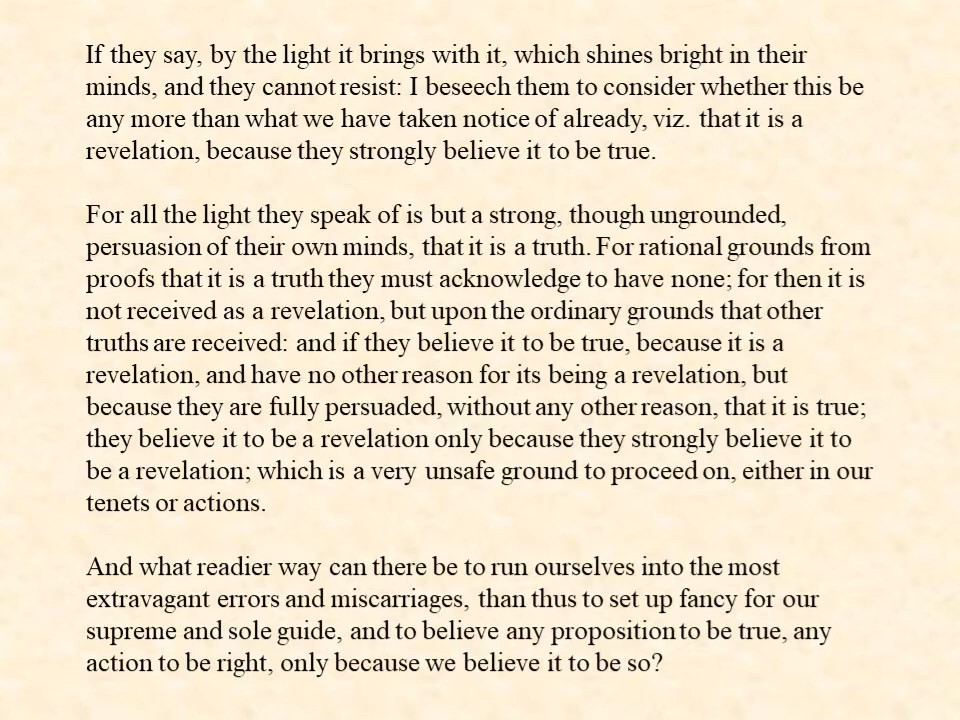 If they say, by the light it brings with it, which shines bright in their
minds, and they cannot resist: I beseech them to consider whether this be
any more than what we have taken notice of already, viz. that it is a
revelation, because they strongly believe it to be true.
For all the light they speak of is but a strong, though ungrounded,
persuasion of their own minds, that it is a truth. For rational grounds from
proofs that it is a truth they must acknowledge to have none; for then it is
not received as a revelation, but upon the ordinary grounds that other
truths are received: and if they believe it to be true, because it is a
revelation, and have no other reason for its being a revelation, but
because they are fully persuaded, without any other reason, that it is true;
they believe it to be a revelation only because they strongly believe it to
be a revelation; which is a very unsafe ground to proceed on, either in our
tenets or actions.
And what readier way can there be to run ourselves into the most
extravagant errors and miscarriages, than thus to set up fancy for our
supreme and sole guide, and to believe any proposition to be true, any
action to be right, only because we believe it to be so?